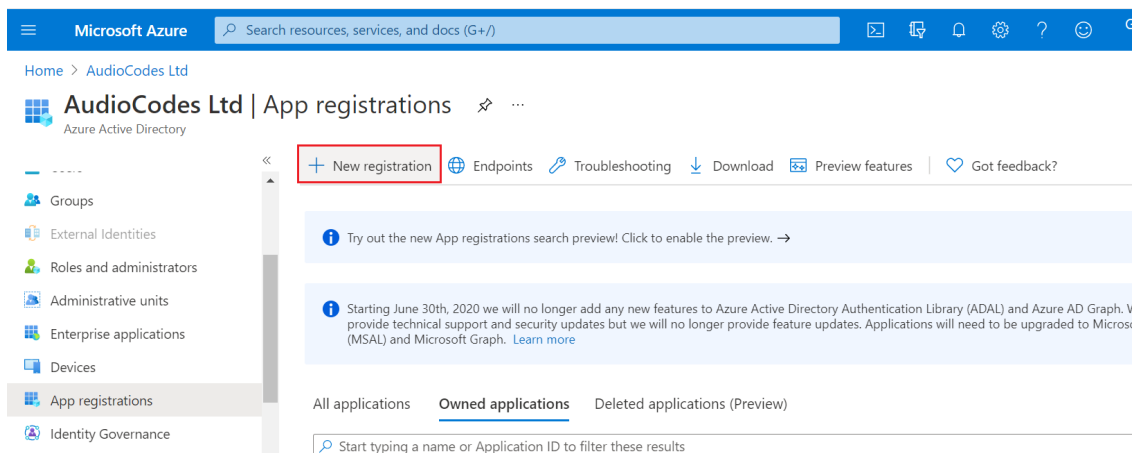 Microsoft Azure
Search resources, services, and docs (G+/)
Home > AudioCodes Ltd
AudioCodes Ltd | App registrations
Azure Active Directory
New registration
Endpoints
Troubleshooting
Download
Preview features
Got feedback?
Groups
External Identities
Roles and administrators
Administrative units
Enterprise applications
Devices
App registrations
Identity Governance
Try out the new App registrations search preview! Click to enable the preview. →
Starting June 30th, 2020 we will no longer add any new features to Azure Active Directory Authentication Library (ADAL) and Azure AD Graph.
provide technical support and security updates but we will no longer provide feature updates. Applications will need to be upgraded to
(MSAL) and Microsoft Graph. Learn more
All applications
Owned applications
Deleted applications (Preview)
Start typing a name or Application ID to filter these results